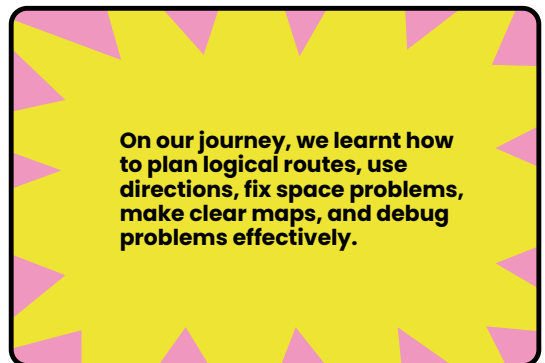 On our journey, we learnt how
to plan logical routes, use
directions, fix space problems,
make clear maps, and debug
problems effectively.